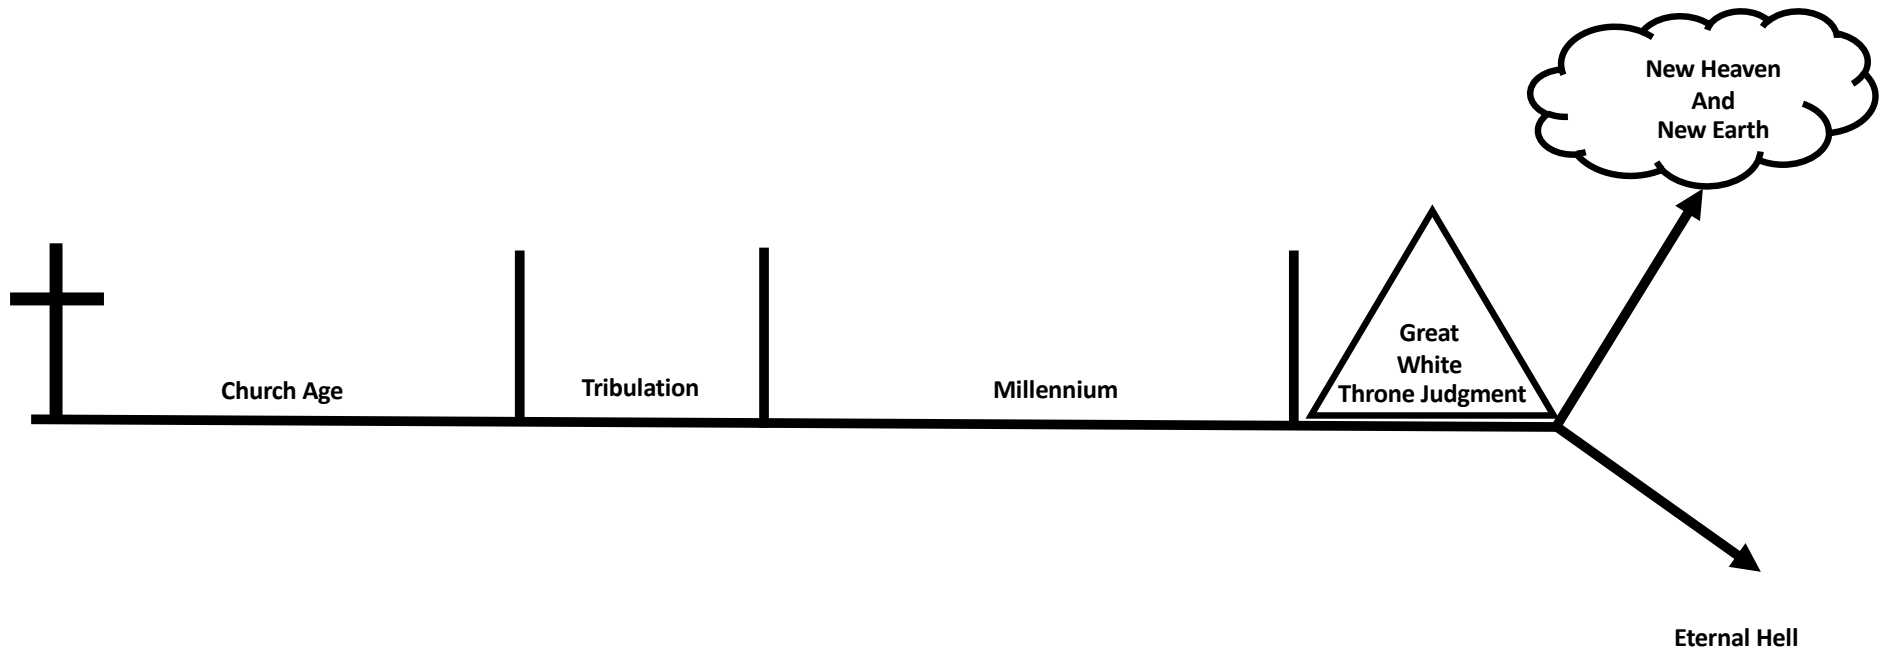 New Heaven
And
New Earth
Great
White
Throne Judgment
Church Age
Tribulation
Millennium
Eternal Hell